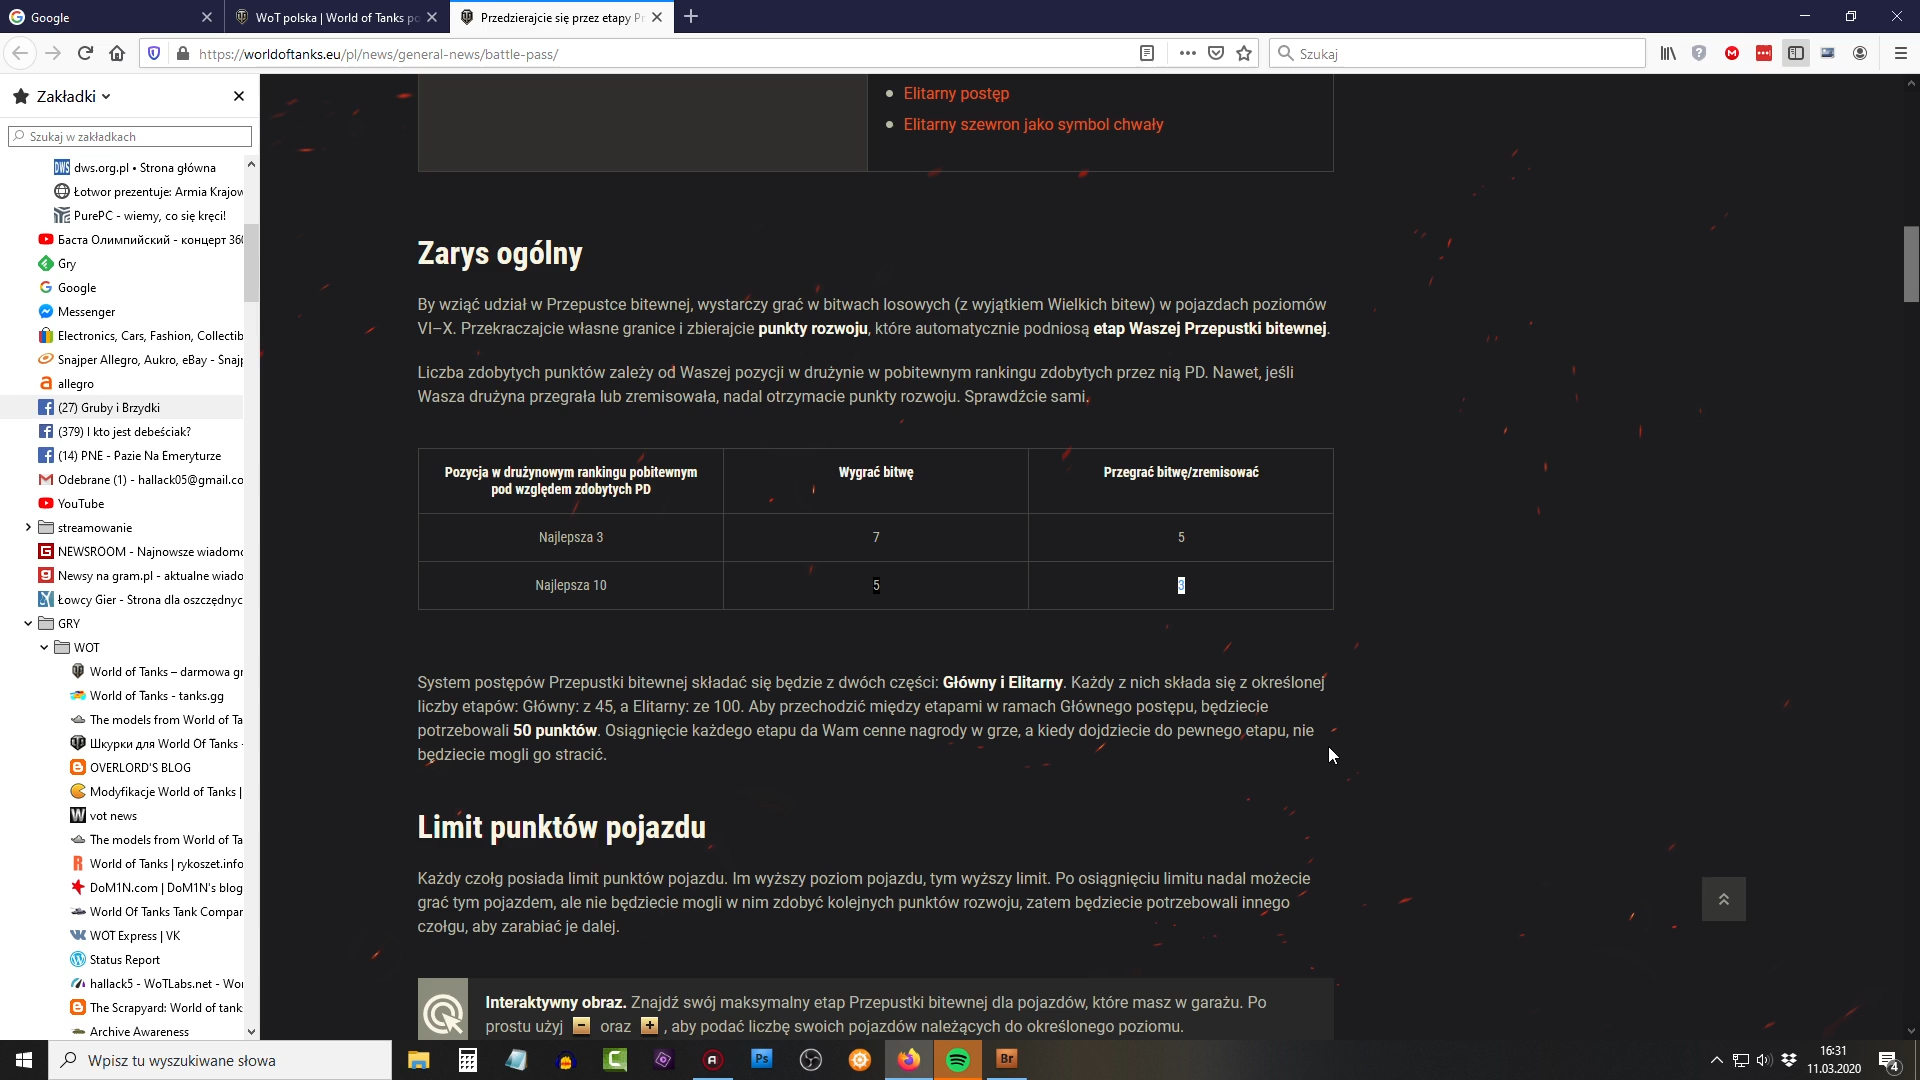 Google
WoT polska | World of Tanks po
Przedzierajcie się przez etapy Pr
https://worldoftanks.eu/pl/news/general-news/battle-pass/
Szukaj
Zakładki
Szukaj w zakładkach
dws.org.pl • Strona główna
Łotwor prezentuje: Armia Krajow
PurePC - wiemy, co się kręci!
Баста Олимпийский - концерт 360
Gry
Google
Messenger
Electronics, Cars, Fashion, Collectib
Snajper Allegro, Aukro, eBay - Snajp
allegro
(27) Gruby i Brzydki
(379) I kto jest debeściak?
(14) PNE - Pazie Na Emeryturze
Odebrane (1) - hallack05@gmail.co
YouTube
streamowanie
NEWSROOM - Najnowsze wiadomo
Newsy na gram.pl - aktualne wiado
Łowcy Gier - Strona dla oszczędnyc
GRY
WOT
World of Tanks – darmowa gr
World of Tanks - tanks.gg
The models from World of Ta
Шкурки для World Of Tanks -
OVERLORD'S BLOG
Modyfikacje World of Tanks |
vot news
The models from World of Ta
World of Tanks | rykoszet.info
DoM1N.com | DoM1N's blog
World Of Tanks Tank Compar
WOT Express | VK
Status Report
hallack5 - WoTLabs.net - Wor
The Scrapyard: World of tank
Archive Awareness
Elitarny postęp
Elitarny szewron jako symbol chwały
Zarys ogólny
By wziąć udział w Przepustce bitewnej, wystarczy grać w bitwach losowych (z wyjątkiem Wielkich bitew) w pojazdach poziomów
VI–X. Przekraczajcie własne granice i zbierajcie punkty rozwoju, które automatycznie podniosą etap Waszej Przepustki bitewnej.
Liczba zdobytych punktów zależy od Waszej pozycji w drużynie w pobitewnym rankingu zdobytych przez nią PD. Nawet, jeśli
Wasza drużyna przegrała lub zremisowała, nadal otrzymacie punkty rozwoju. Sprawdźcie sami.
Pozycja w drużynowym rankingu pobitewnym
pod względem zdobytych PD
Wygrać bitwę
Przegrać bitwę/zremisować
Najlepsza 3
7
5
Najlepsza 10
5
3
System postępów Przepustki bitewnej składać się będzie z dwóch części: Główny i Elitarny. Każdy z nich składa się z określonej
liczby etapów: Główny: z 45, a Elitarny: ze 100. Aby przechodzić między etapami w ramach Głównego postępu, będziecie
potrzebowali 50 punktów. Osiągnięcie każdego etapu da Wam cenne nagrody w grze, a kiedy dojdziecie do pewnego etapu, nie
będziecie mogli go stracić.
Limit punktów pojazdu
Każdy czołg posiada limit punktów pojazdu. Im wyższy poziom pojazdu, tym wyższy limit. Po osiągnięciu limitu nadal możecie
grać tym pojazdem, ale nie będziecie mogli w nim zdobyć kolejnych punktów rozwoju, zatem będziecie potrzebowali innego
czołgu, aby zarabiać je dalej.
Interaktywny obraz. Znajdź swój maksymalny etap Przepustki bitewnej dla pojazdów, które masz w garażu. Po
prostu użyj - oraz + , aby podać liczbę swoich pojazdów należących do określonego poziomu.
Wpisz tu wyszukiwane słowa
Ps
Br
16:31
11.03.2020
4